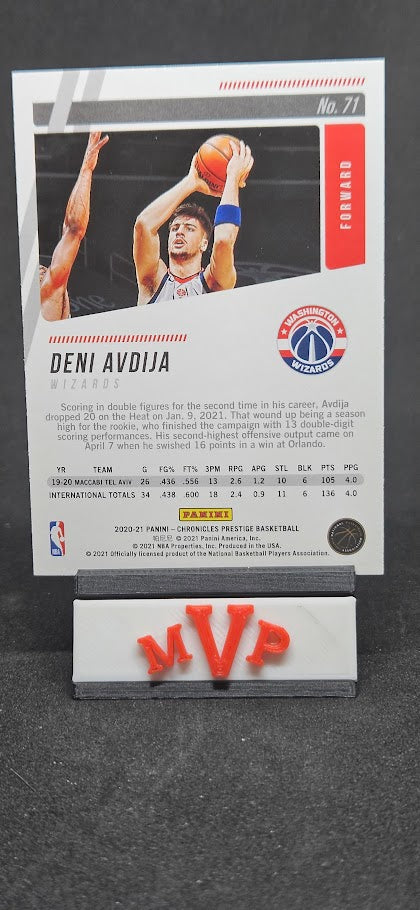 No. 71
FORWARD
WASHINGTON
WIZARDS
DENI AVDIJA
WIZARDS
Scoring in double figures for the second time in his career, Avdija
dropped 20 on the Heat on Jan. 9, 2021. That wound up being a season
high for the rookie, who finished the campaign with 13 double-digit
scoring performances. His second-highest offensive output came on
April 7 when he swished 16 points in a win at Orlando.
YR TEAM G FG% FT% 3PM RPG APG STL BLK PTS PPG
19-20 MACCABI TEL AVIV 26 .436 .556 13 2.6 1.2 10 6 105 4.0
INTERNATIONAL TOTALS 34 .438 .600 18 2.4 0.9 11 6 136 4.0
PANINI
2020-21 PANINI – CHRONICLES PRESTIGE BASKETBALL
帕尼尼 © 2021 Panini America, Inc.
© 2021 NBA Properties, Inc. Produced in the USA.
© 2021 Officially licensed product of the National Basketball Players Association.
NBA
MVP